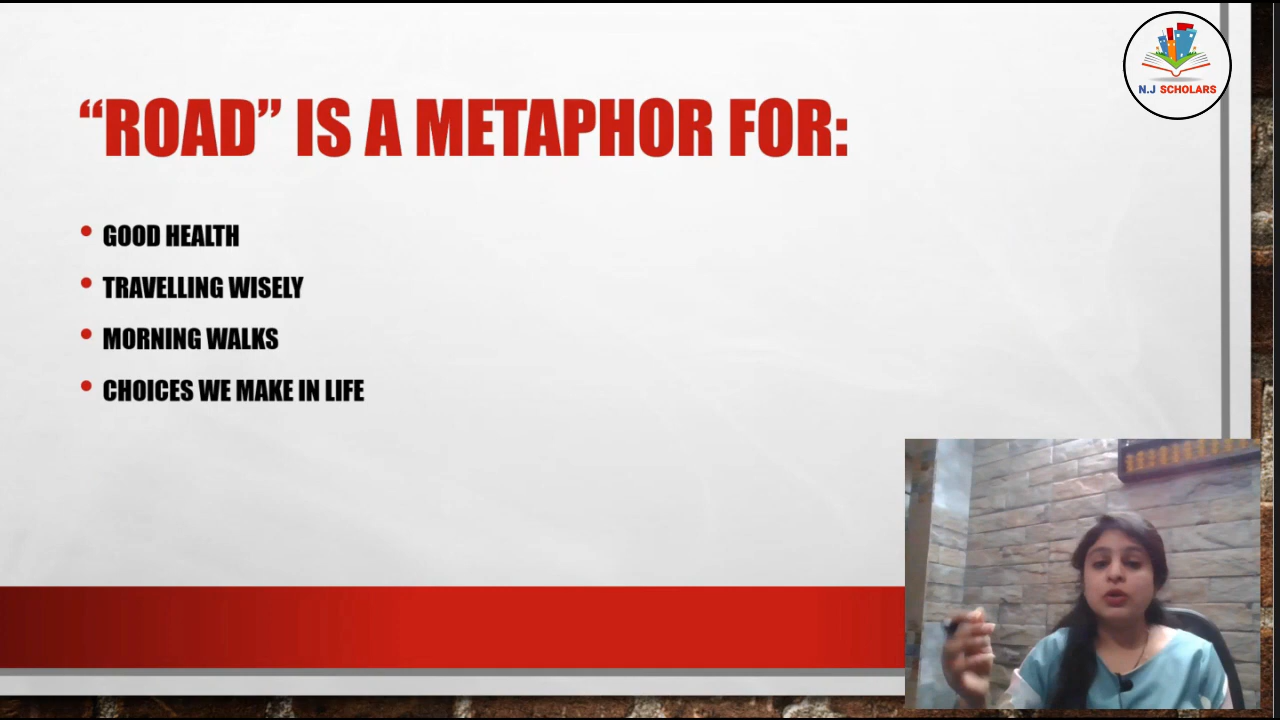 “ROAD” IS A METAPHOR FOR:
N.J SCHOLARS
• GOOD HEALTH
• TRAVELLING WISELY
• MORNING WALKS
• CHOICES WE MAKE IN LIFE